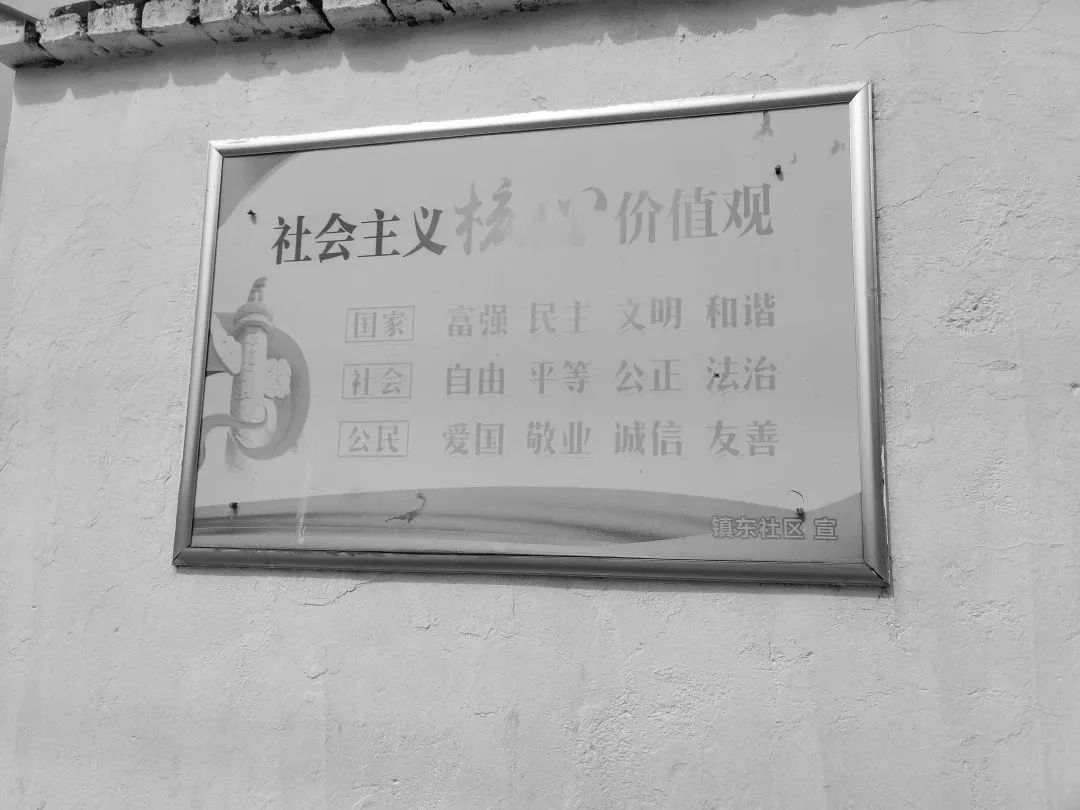 社会主义核心价值观
国家 富强 民主 文明 和谐
社会 自由 平等 公正 法治
公民 爱国 敬业 诚信 友善
镇东社区 宣